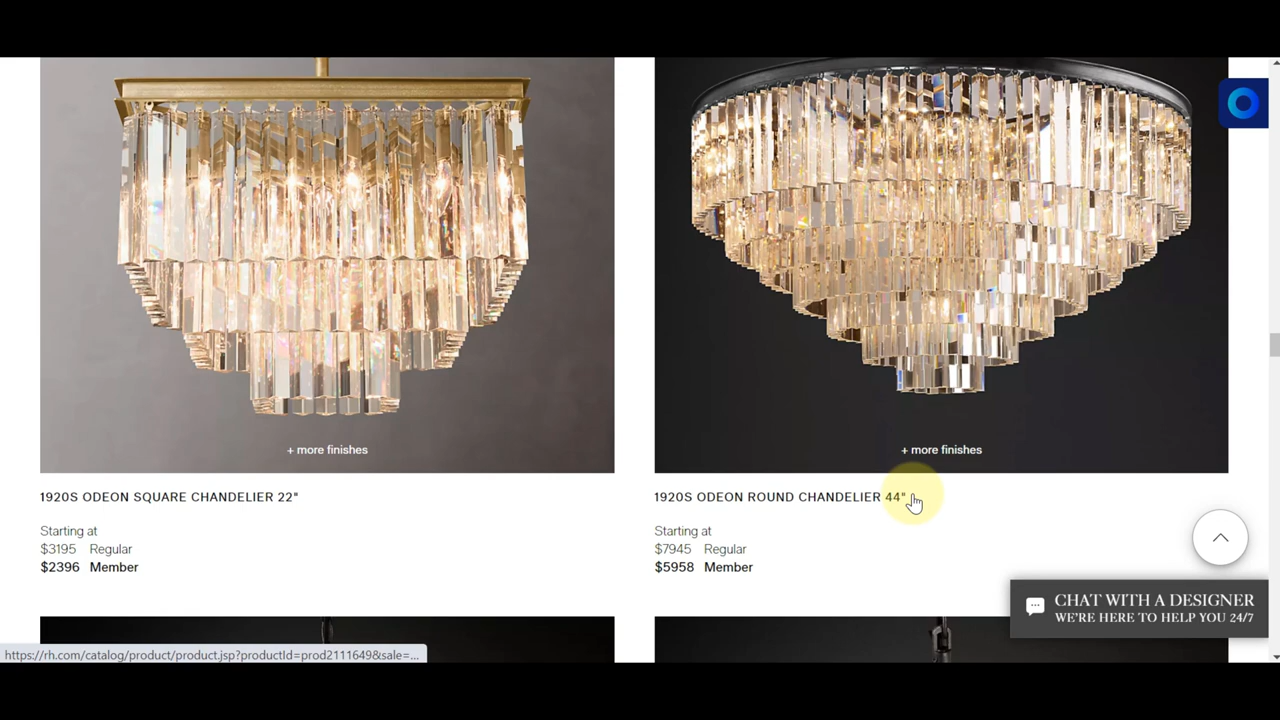 + more finishes
+ more finishes
1920S ODEON SQUARE CHANDELIER 22"
Starting at
$3195 Regular
$2396 Member
1920S ODEON ROUND CHANDELIER 44"
Starting at
$7945 Regular
$5958 Member
CHAT WITH A DESIGNER
WE'RE HERE TO HELP YOU 24/7
https://rh.com/catalog/product/product.jsp?productId=prod2111649&sale=...